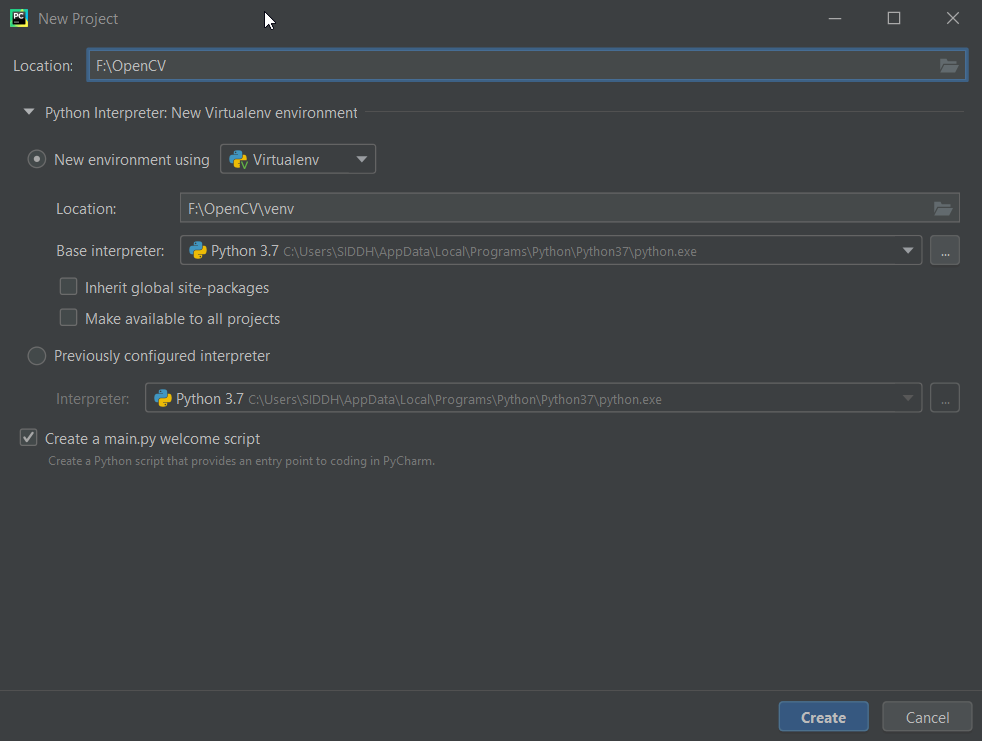 PC New Project
Location: F:\OpenCV
Python Interpreter: New Virtualenv environment
New environment using Virtualenv
Location: F:\OpenCV\venv
Base interpreter: Python 3.7 C:\Users\SIDDH\AppData\Local\Programs\Python\Python37\python.exe ...
Inherit global site-packages
Make available to all projects
Previously configured interpreter
Interpreter: Python 3.7 C:\Users\SIDDH\AppData\Local\Programs\Python\Python37\python.exe ...
Create a main.py welcome script
Create a Python script that provides an entry point to coding in PyCharm.
Create Cancel